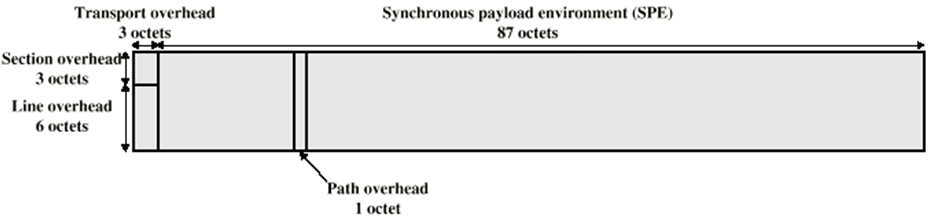 Transport overhead
3 octets
Synchronous payload environment (SPE)
87 octets
Section overhead
3 octets
Line overhead
6 octets
Path overhead
1 octet